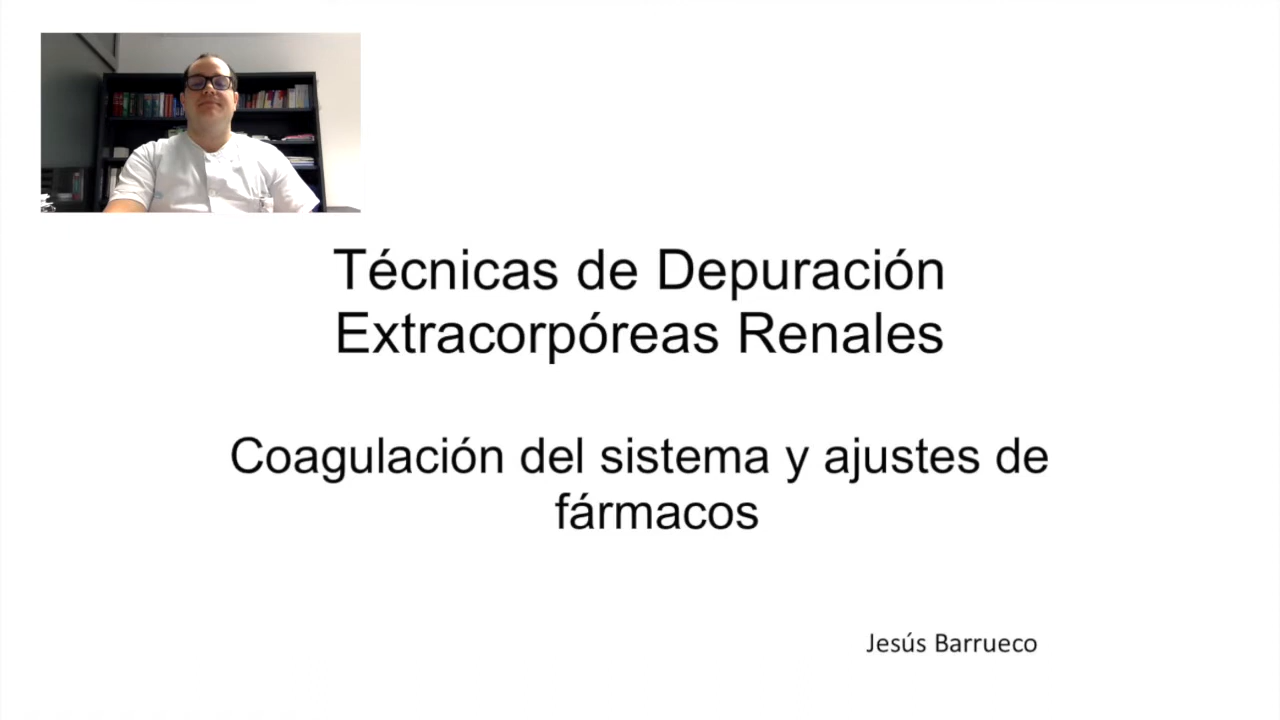 Técnicas de Depuración
Extracorpóreas Renales
Coagulación del sistema y ajustes de
fármacos
Jesús Barrueco